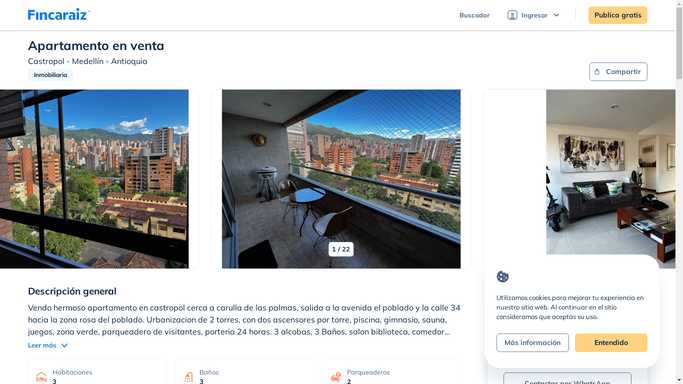 Fincaraiz
Buscador
Ingresar
Publica gratis
Apartamento en venta
Castropol - Medellín - Antioquia
Inmobiliaria
Compartir
1 / 22
Descripción general
Vendo hermoso apartamento en castropol cerca a carulla de las palmas, salida a la avenida el poblado y la calle 34
hacia la zona rosa del poblado. Urbanizacion de 2 torres, con dos ascensores por torre, piscina, gimnasio, sauna,
juegos, zona verde, parqueadero de visitantes, porteria 24 horas. 3 alcobas, 3 Baños, salon biblioteca, comedor...
Leer más
Habitaciones
3
Baños
3
Parqueaderos
2
Utilizamos cookies para mejorar tu experiencia en
nuestro sitio web. Al continuar en el sitio
consideramos que aceptas su uso.
Más información
Entendido
Contactar por WhatsApp